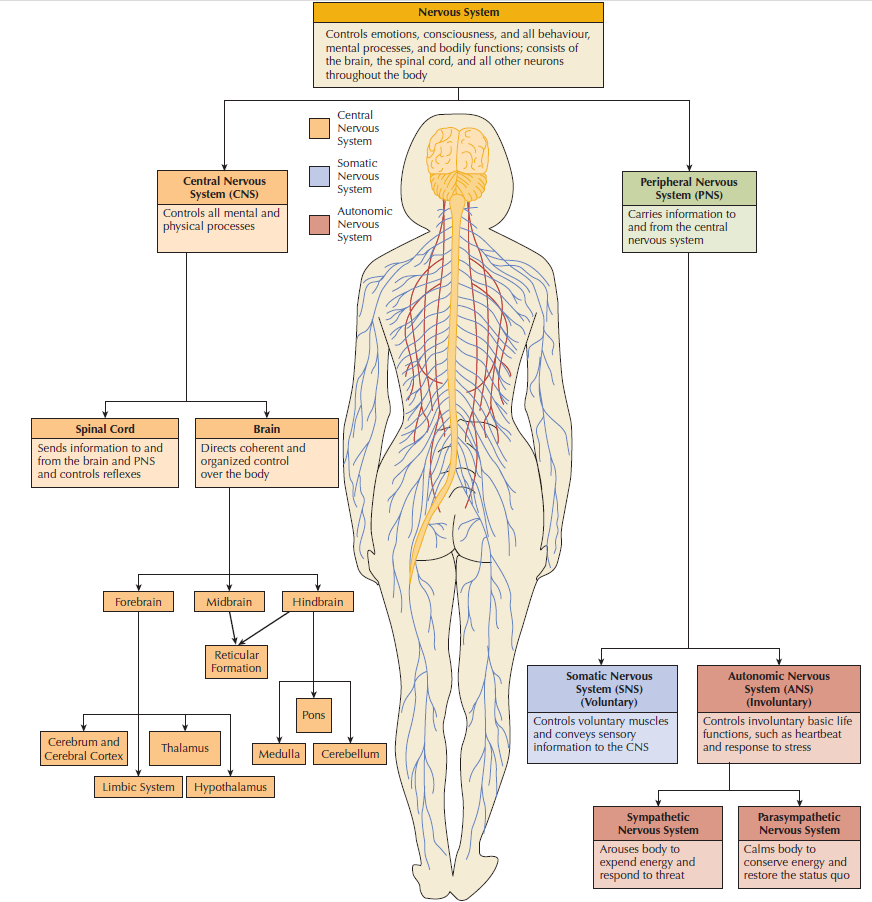 Nervous System
Controls emotions, consciousness, and all behaviour,
mental processes, and bodily functions; consists of
the brain, the spinal cord, and all other neurons
throughout the body
Central
Nervous
System
Somatic
Nervous
System
Autonomic
Nervous
System
Central Nervous
System (CNS)
Controls all mental and
physical processes
Peripheral Nervous
System (PNS)
Carries information to
and from the central
nervous system
Spinal Cord
Sends information to and
from the brain and PNS
and controls reflexes
Brain
Directs coherent and
organized control
over the body
Forebrain
Midbrain
Hindbrain
Reticular
Formation
Pons
Cerebrum and
Cerebral Cortex
Thalamus
Medulla
Cerebellum
Limbic System
Hypothalamus
Somatic Nervous
System (SNS)
(Voluntary)
Controls voluntary muscles
and conveys sensory
information to the CNS
Autonomic Nervous
System (ANS)
(Involuntary)
Controls involuntary basic life
functions, such as heartbeat
and response to stress
Sympathetic
Nervous System
Arouses body to
expend energy and
respond to threat
Parasympathetic
Nervous System
Calms body to
conserve energy and
restore the status quo